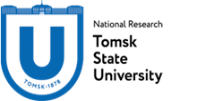 TOMSK-1878
National Research
Tomsk
State
University